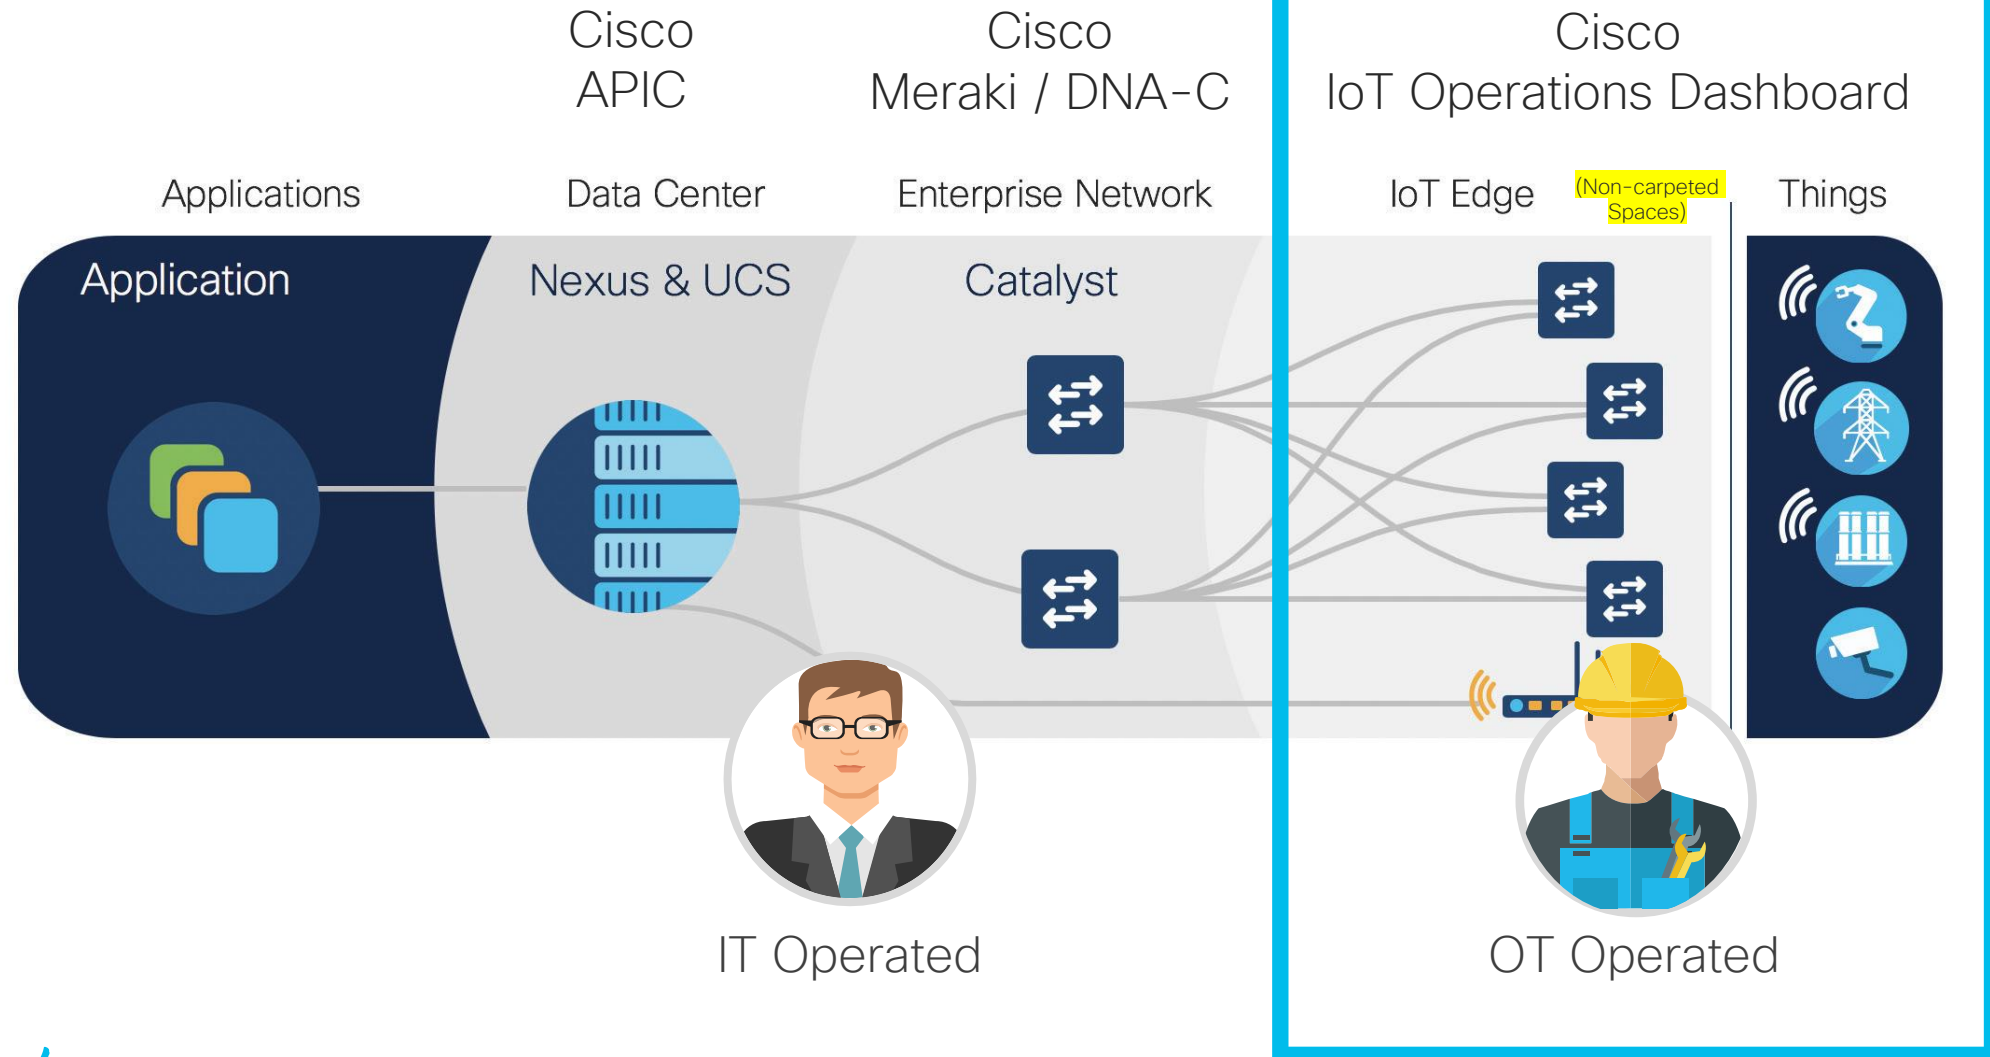 Cisco
APIC
Cisco
Meraki / DNA-C
Cisco
IoT Operations Dashboard
Applications
Data Center
Enterprise Network
IoT Edge
(Non-carpeted
Spaces)
Things
Application
Nexus & UCS
Catalyst
IT Operated
OT Operated